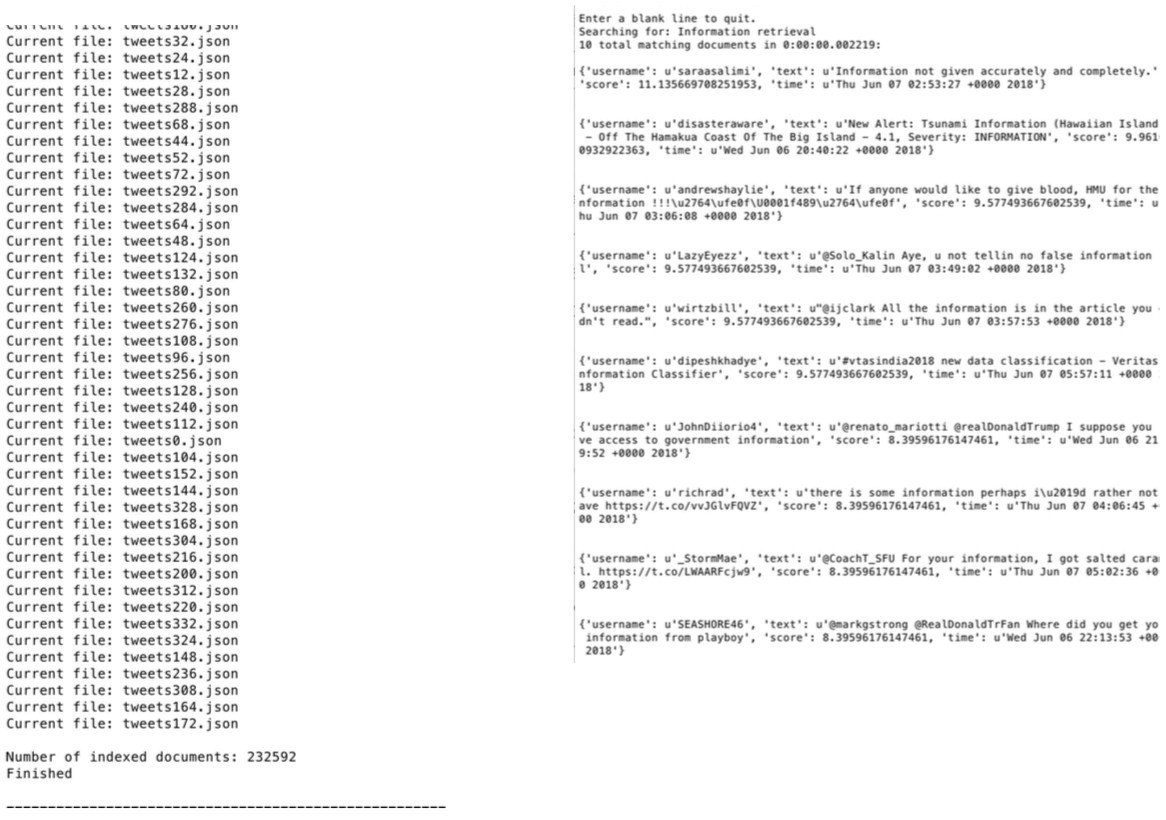 Current file: tweets180.json
Current file: tweets32.json
Current file: tweets24.json
Current file: tweets12.json
Current file: tweets28.json
Current file: tweets288.json
Current file: tweets68.json
Current file: tweets44.json
Current file: tweets52.json
Current file: tweets72.json
Current file: tweets292.json
Current file: tweets284.json
Current file: tweets64.json
Current file: tweets48.json
Current file: tweets124.json
Current file: tweets132.json
Current file: tweets80.json
Current file: tweets260.json
Current file: tweets276.json
Current file: tweets108.json
Current file: tweets96.json
Current file: tweets256.json
Current file: tweets128.json
Current file: tweets240.json
Current file: tweets112.json
Current file: tweets0.json
Current file: tweets104.json
Current file: tweets152.json
Current file: tweets144.json
Current file: tweets328.json
Current file: tweets168.json
Current file: tweets304.json
Current file: tweets216.json
Current file: tweets200.json
Current file: tweets312.json
Current file: tweets220.json
Current file: tweets332.json
Current file: tweets324.json
Current file: tweets148.json
Current file: tweets236.json
Current file: tweets308.json
Current file: tweets164.json
Current file: tweets172.json
Number of indexed documents: 232592
Finished
-----------------------------------------------------
Enter a blank line to quit.
Searching for: Information retrieval
10 total matching documents in 0:00:00.002219:
{'username': u'saraasalimi', 'text': u'Information not given accurately and completely.'
'score': 11.135669708251953, 'time': u'Thu Jun 07 02:53:27 +0000 2018'}
{'username': u'disasteraware', 'text': u'New Alert: Tsunami Information (Hawaiian Island
– Off The Hamakua Coast Of The Big Island – 4.1, Severity: INFORMATION', 'score': 9.961
0932922363, 'time': u'Wed Jun 06 20:40:22 +0000 2018'}
{'username': u'andrewshaylie', 'text': u'If anyone would like to give blood, HMU for the
nformation !!!\u2764\ufe0f\U0001f489\u2764\ufe0f', 'score': 9.577493667602539, 'time': u
hu Jun 07 03:06:08 +0000 2018'}
{'username': u'LazyEyezz', 'text': u'@Solo_Kalin Aye, u not tellin no false information
l', 'score': 9.577493667602539, 'time': u'Thu Jun 07 03:49:02 +0000 2018'}
{'username': u'wirtzbill', 'text': u"@ijclark All the information is in the article you
dn't read.", 'score': 9.577493667602539, 'time': u'Thu Jun 07 03:57:53 +0000 2018'}
{'username': u'dipeshkhadye', 'text': u'#vtasindia2018 new data classification – Veritas
nformation Classifier', 'score': 9.577493667602539, 'time': u'Thu Jun 07 05:57:11 +0000
18'}
{'username': u'JohnDiiorio4', 'text': u'@renato_mariotti @realDonaldTrump I suppose you
ve access to government information', 'score': 8.39596176147461, 'time': u'Wed Jun 06 21
9:52 +0000 2018'}
{'username': u'richrad', 'text': u'there is some information perhaps i\u2019d rather not
ave https://t.co/vvJGlvFQVZ', 'score': 8.39596176147461, 'time': u'Thu Jun 07 04:06:45 +
00 2018'}
{'username': u'_StormMae', 'text': u'@CoachT_SFU For your information, I got salted cara
l. https://t.co/LWAARFcjw9', 'score': 8.39596176147461, 'time': u'Thu Jun 07 05:02:36 +0
0 2018'}
{'username': u'SEASHORE46', 'text': u'@markgstrong @RealDonaldTrFan Where did you get yo
information from playboy', 'score': 8.39596176147461, 'time': u'Wed Jun 06 22:13:53 +00
2018'}